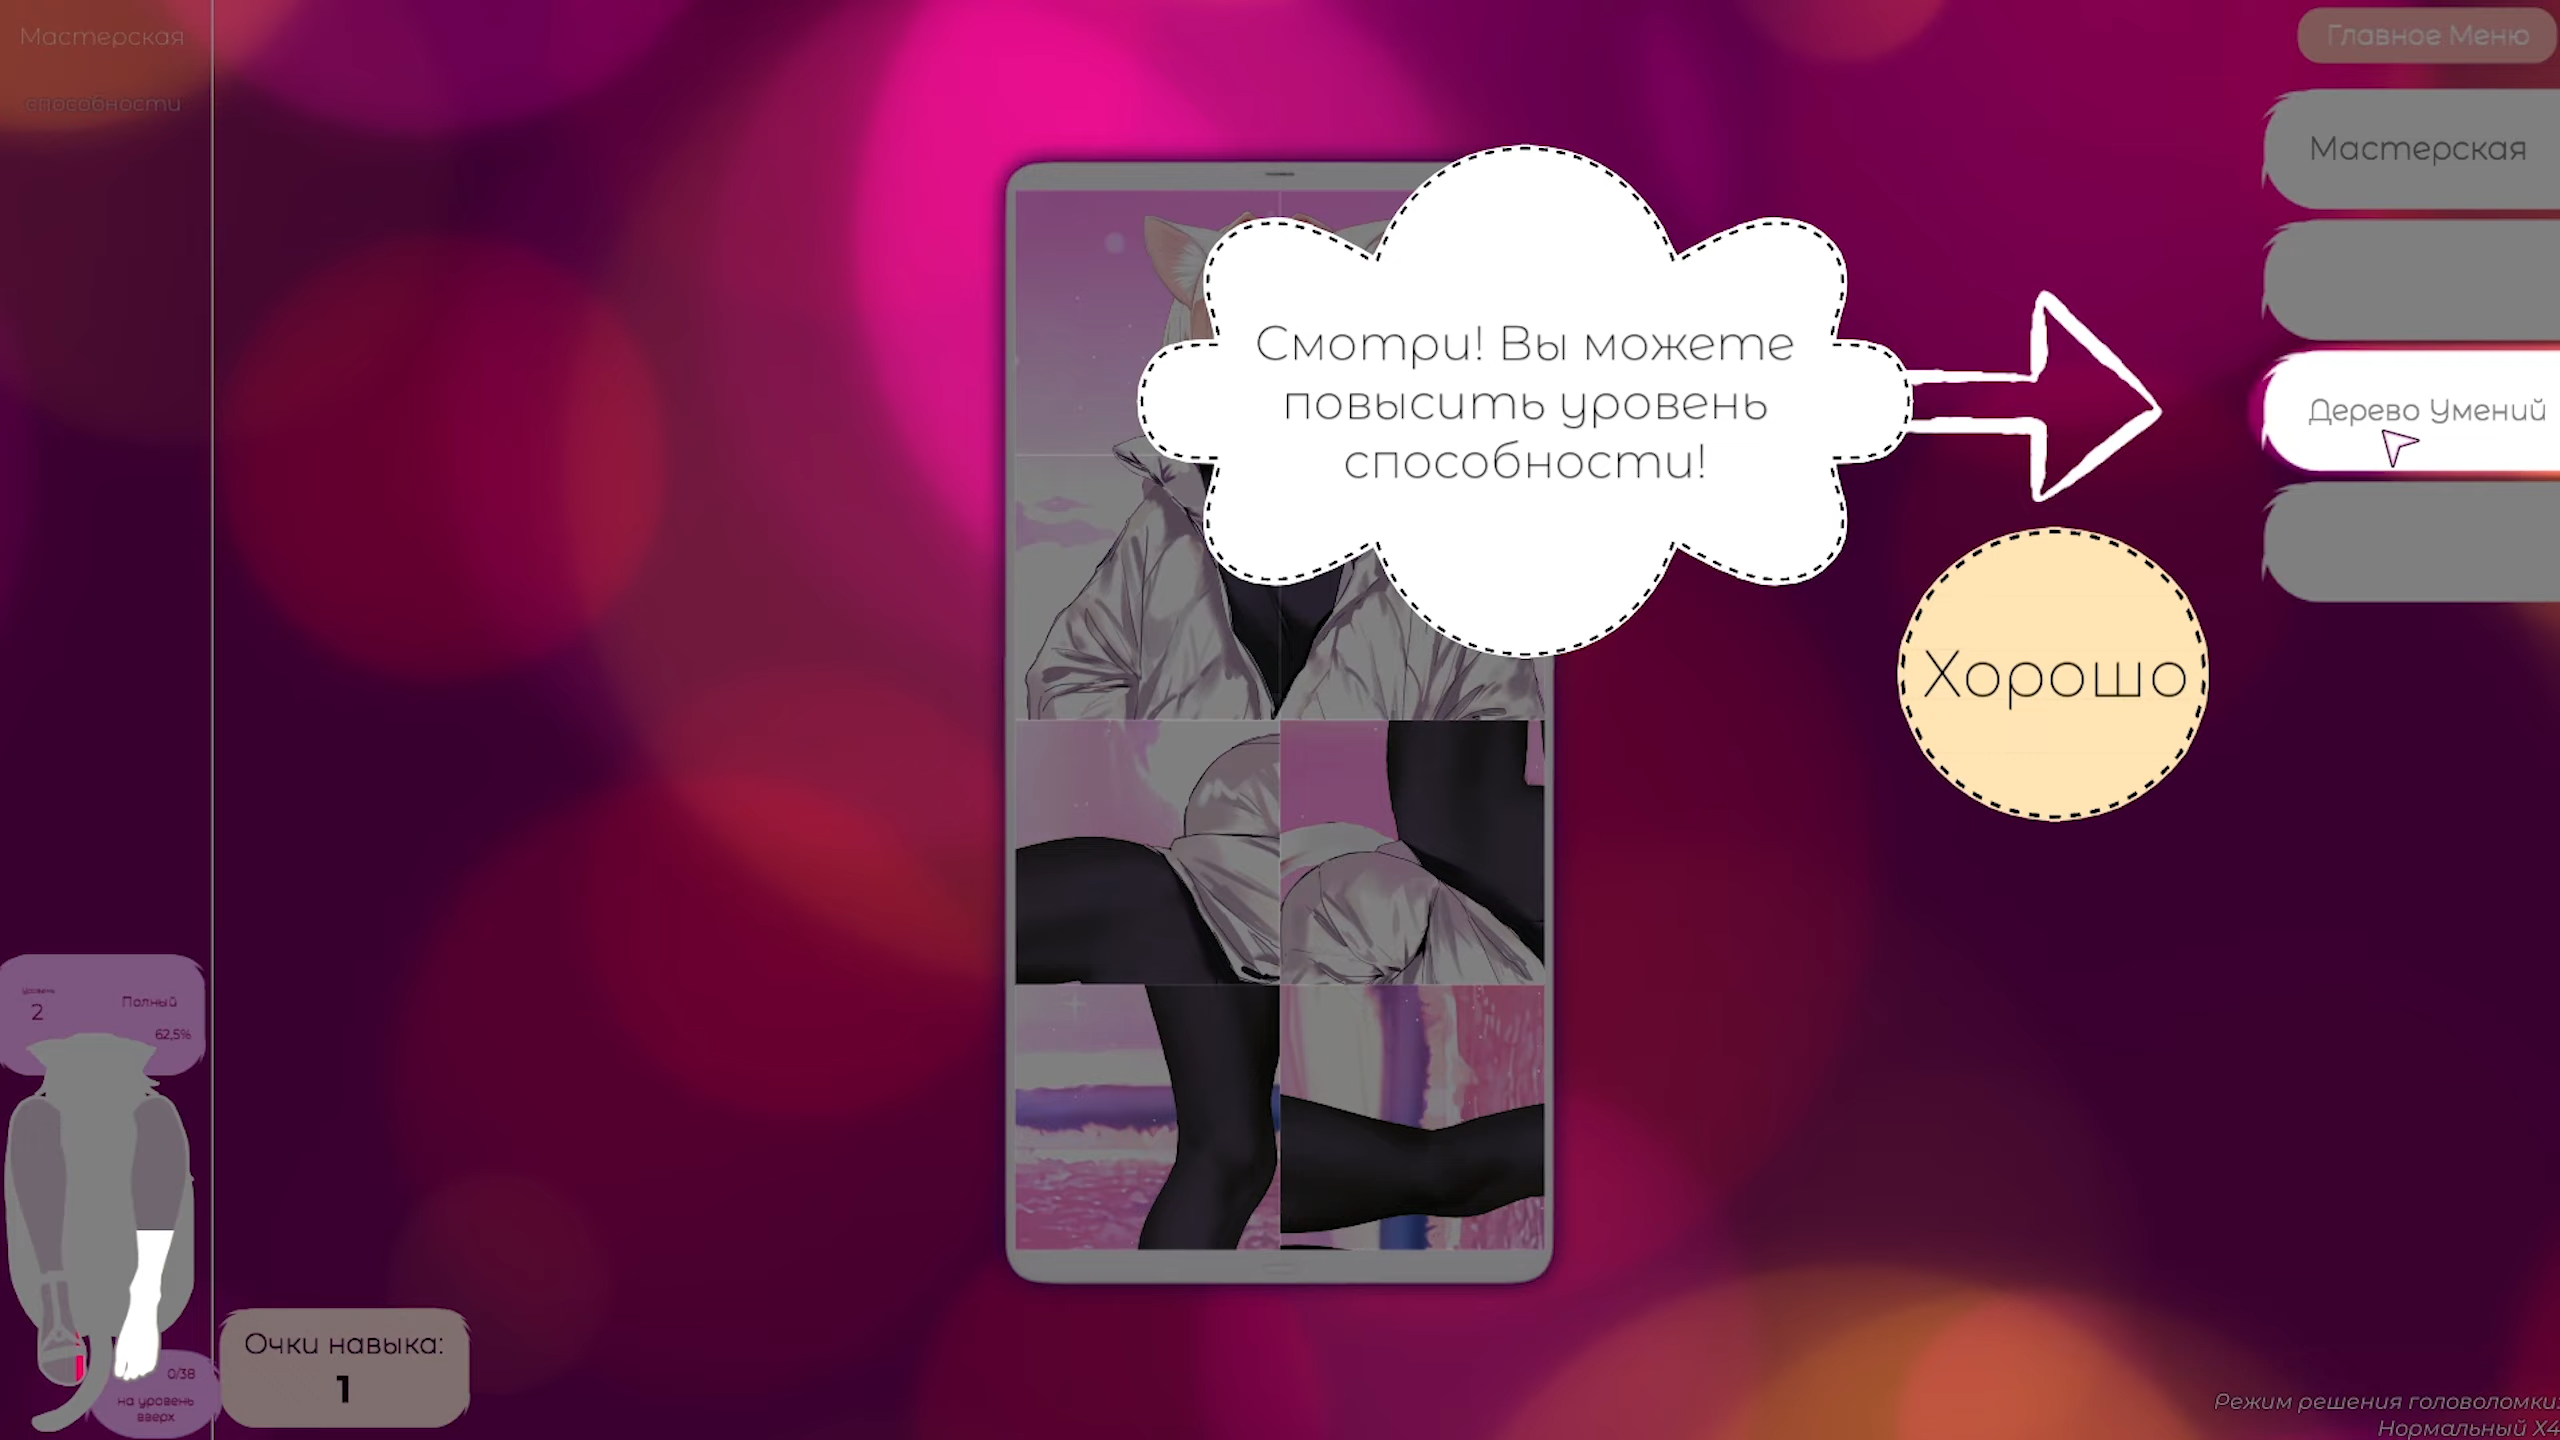 Мастерская
способности
Главное Меню
Мастерская
Смотри! Вы можете
повысить уровень
способности!
Дерево Умений
Хорошо
Уровень
2
Полный
62,5%
0/38
на уровень
вверх
Очки навыка:
1
Режим решения головоломки:
Нормальный X4